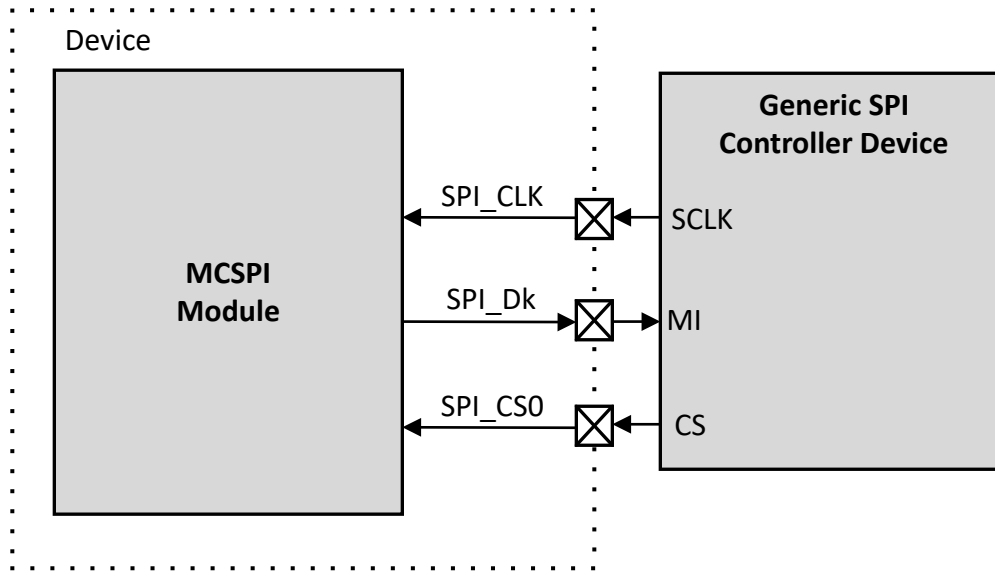 Device
MCSPI
Module
SPI_CLK
SPI_Dk
SPI_CS0
Generic SPI
Controller Device
SCLK
MI
CS